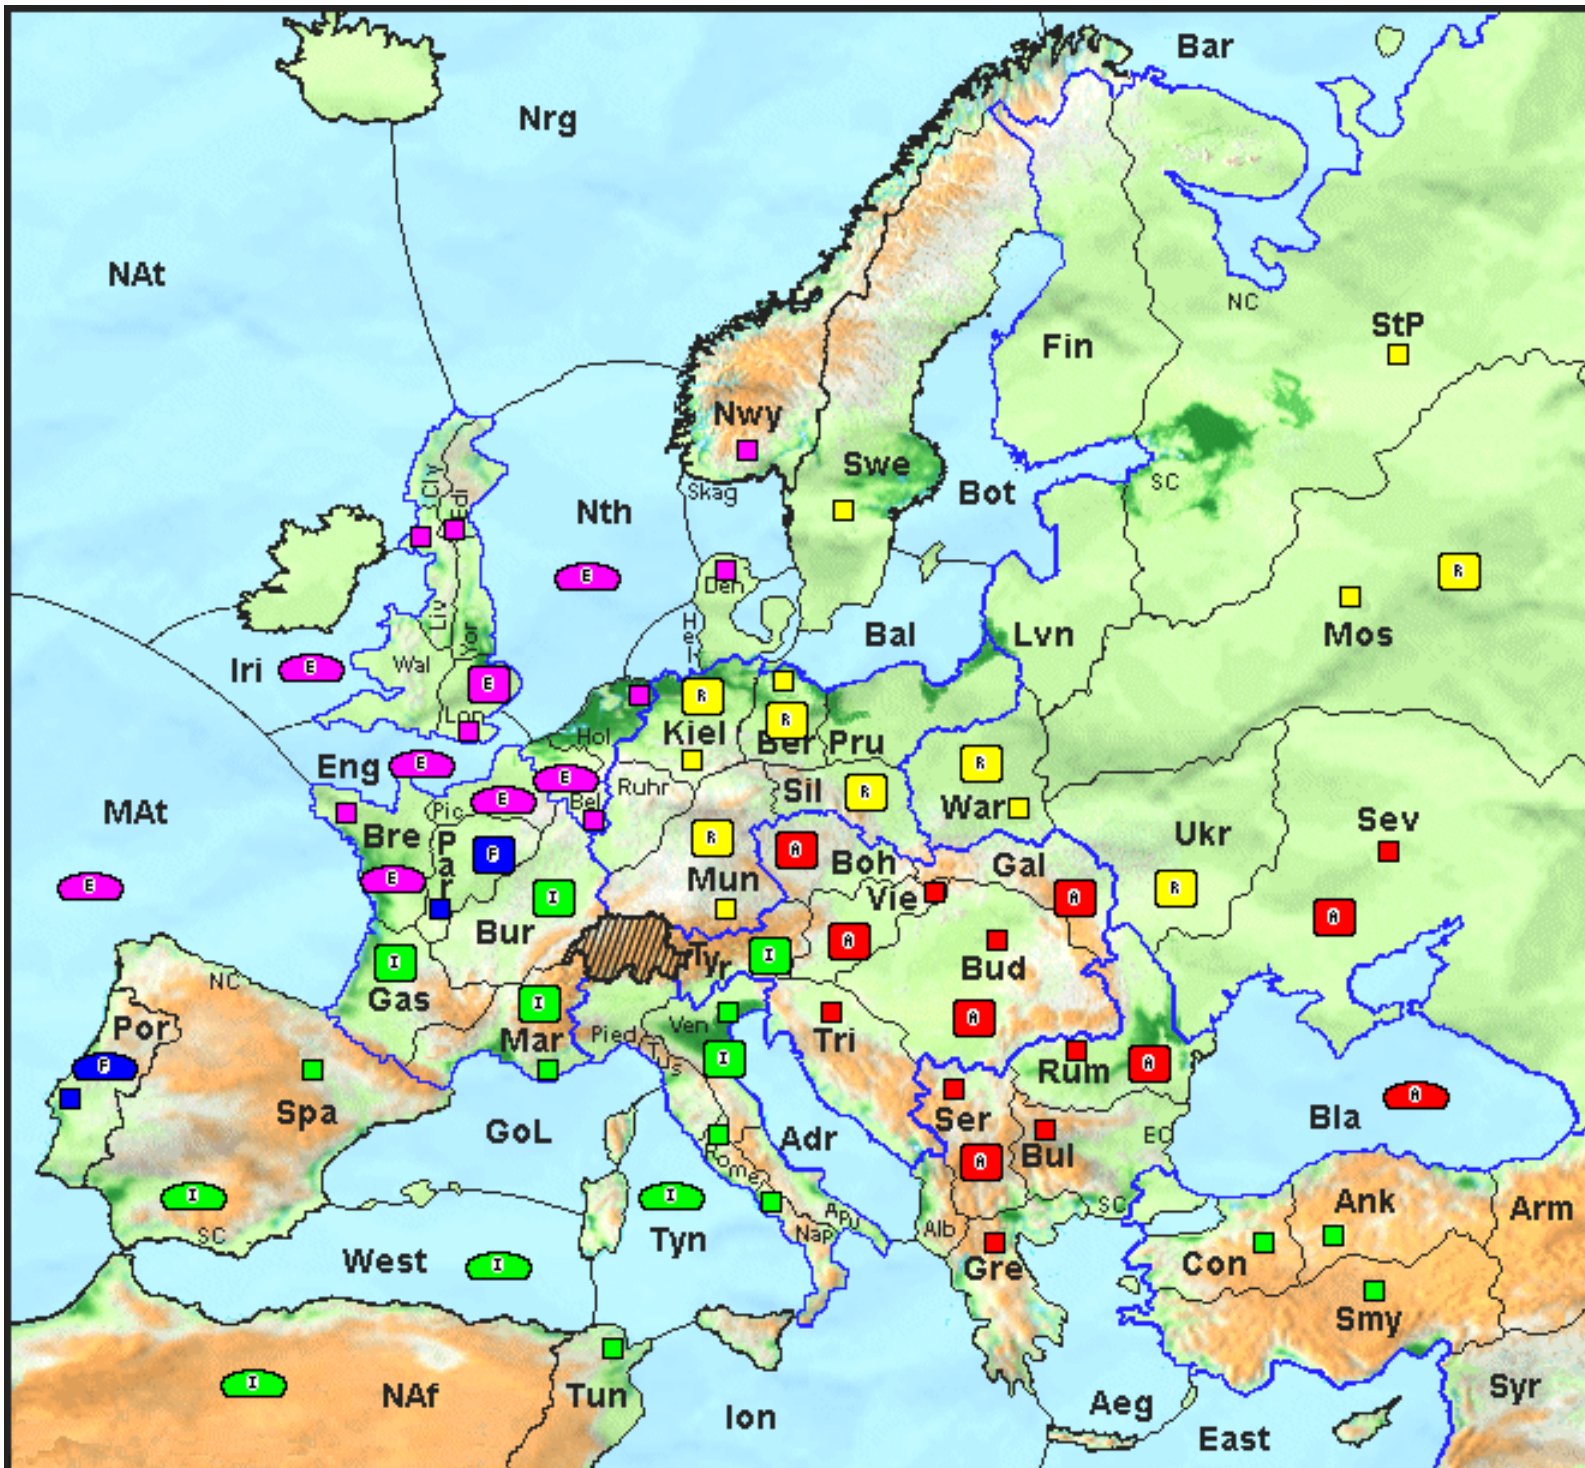 Bar
Nrg
NAt
NC
StP
Fin
Nwy
Swe
Cly
Edi
Skag
Bot
SC
Nth
R
E
Den
Hel
Liv
Yor
Bal
Lvn
Mos
Iri
E
Wal
E
R
R
Lon
Hol
Kiel
Ber
Pru
Eng
E
E
Ruhr
Sil
R
R
War
MAt
Pic
E
Bel
Bre
Par
F
R
A
Boh
Gal
Ukr
Sev
E
E
I
Mun
Vie
A
R
A
Bur
A
Bud
I
Tyr
I
NC
Gas
I
Por
Mar
Pied
Ven
Tri
A
F
Tus
I
Rum
A
Spa
GoL
Adr
Ser
Bul
EC
Bla
A
Rome
A
I
SC
I
Tyn
Apu
Nap
Alb
SC
Ank
Arm
West
I
Gre
Con
Smy
I
NAf
Tun
Ion
Aeg
East
Syr